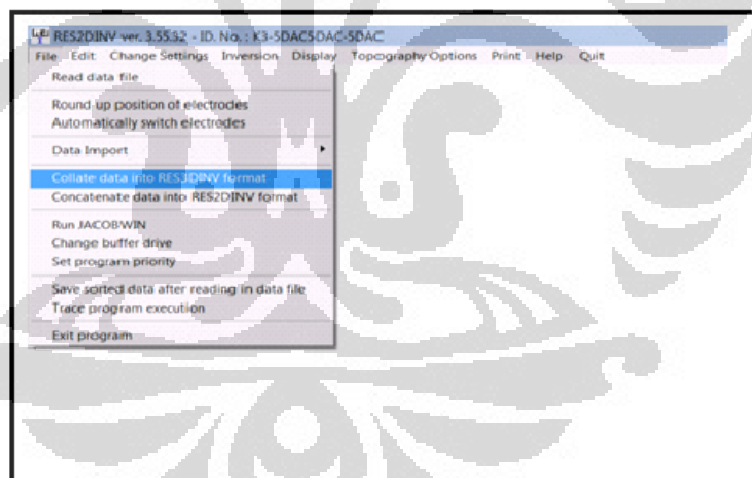 RES2DINV ver. 3.55.32 - ID. No. : K3-5DAC5DAC-5DAC
File Edit Change Settings Inversion Display Topography Options Print Help Quit
Read data file
Round up position of electrodes
Automatically switch electrodes
Data Import
Collate data into RES3DINV format
Concatenate data into RES2DINV format
Run JACOBWIN
Change buffer drive
Set program priority
Save sorted data after reading in data file
Trace program execution
Exit program